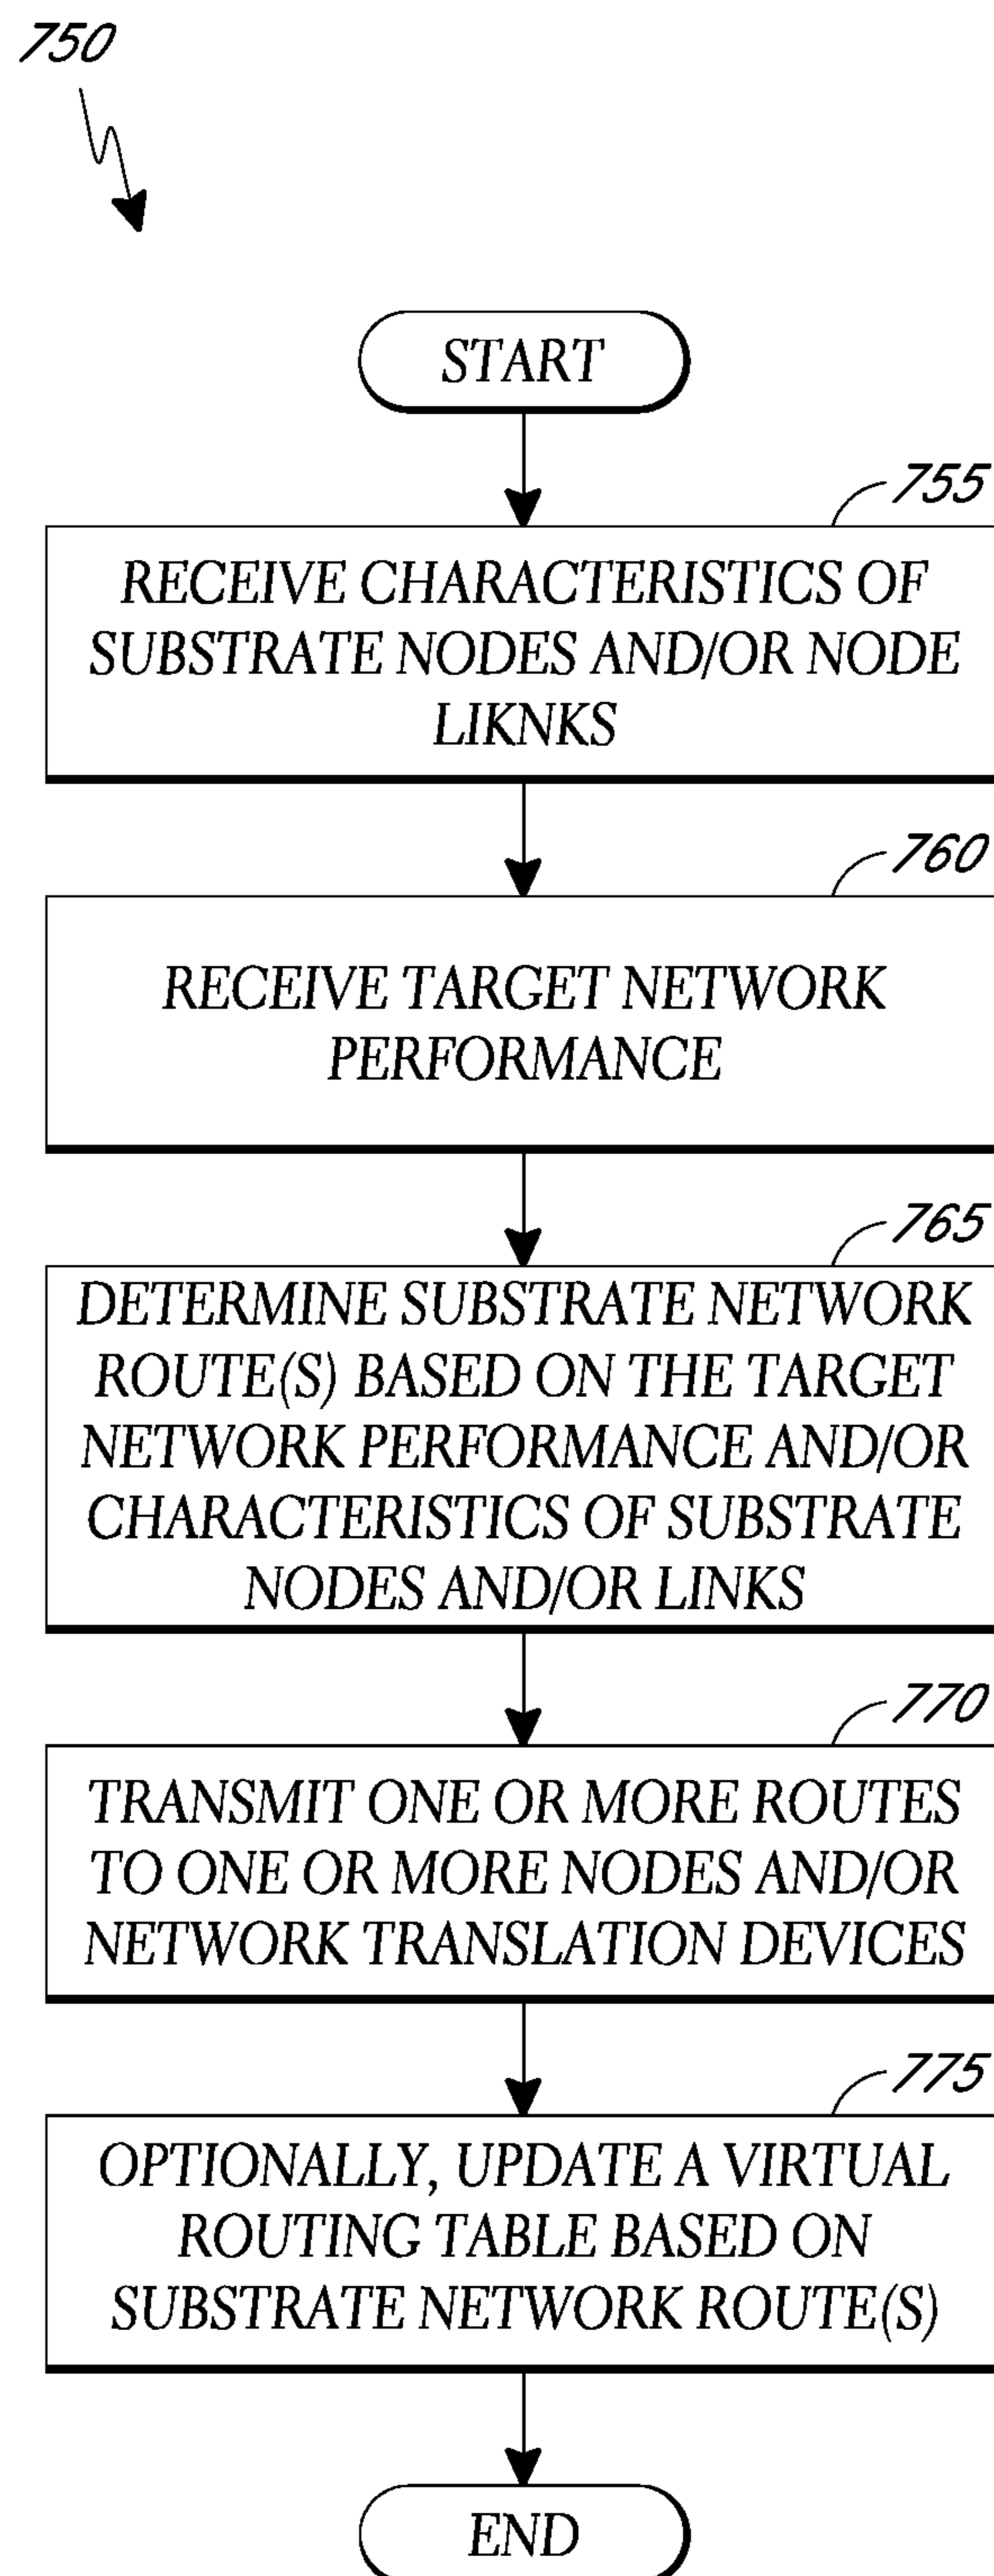 750
START
755
RECEIVE CHARACTERISTICS OF
SUBSTRATE NODES AND/OR NODE
LIKNKS
760
RECEIVE TARGET NETWORK
PERFORMANCE
765
DETERMINE SUBSTRATE NETWORK
ROUTE(S) BASED ON THE TARGET
NETWORK PERFORMANCE AND/OR
CHARACTERISTICS OF SUBSTRATE
NODES AND/OR LINKS
770
TRANSMIT ONE OR MORE ROUTES
TO ONE OR MORE NODES AND/OR
NETWORK TRANSLATION DEVICES
775
OPTIONALLY, UPDATE A VIRTUAL
ROUTING TABLE BASED ON
SUBSTRATE NETWORK ROUTE(S)
END